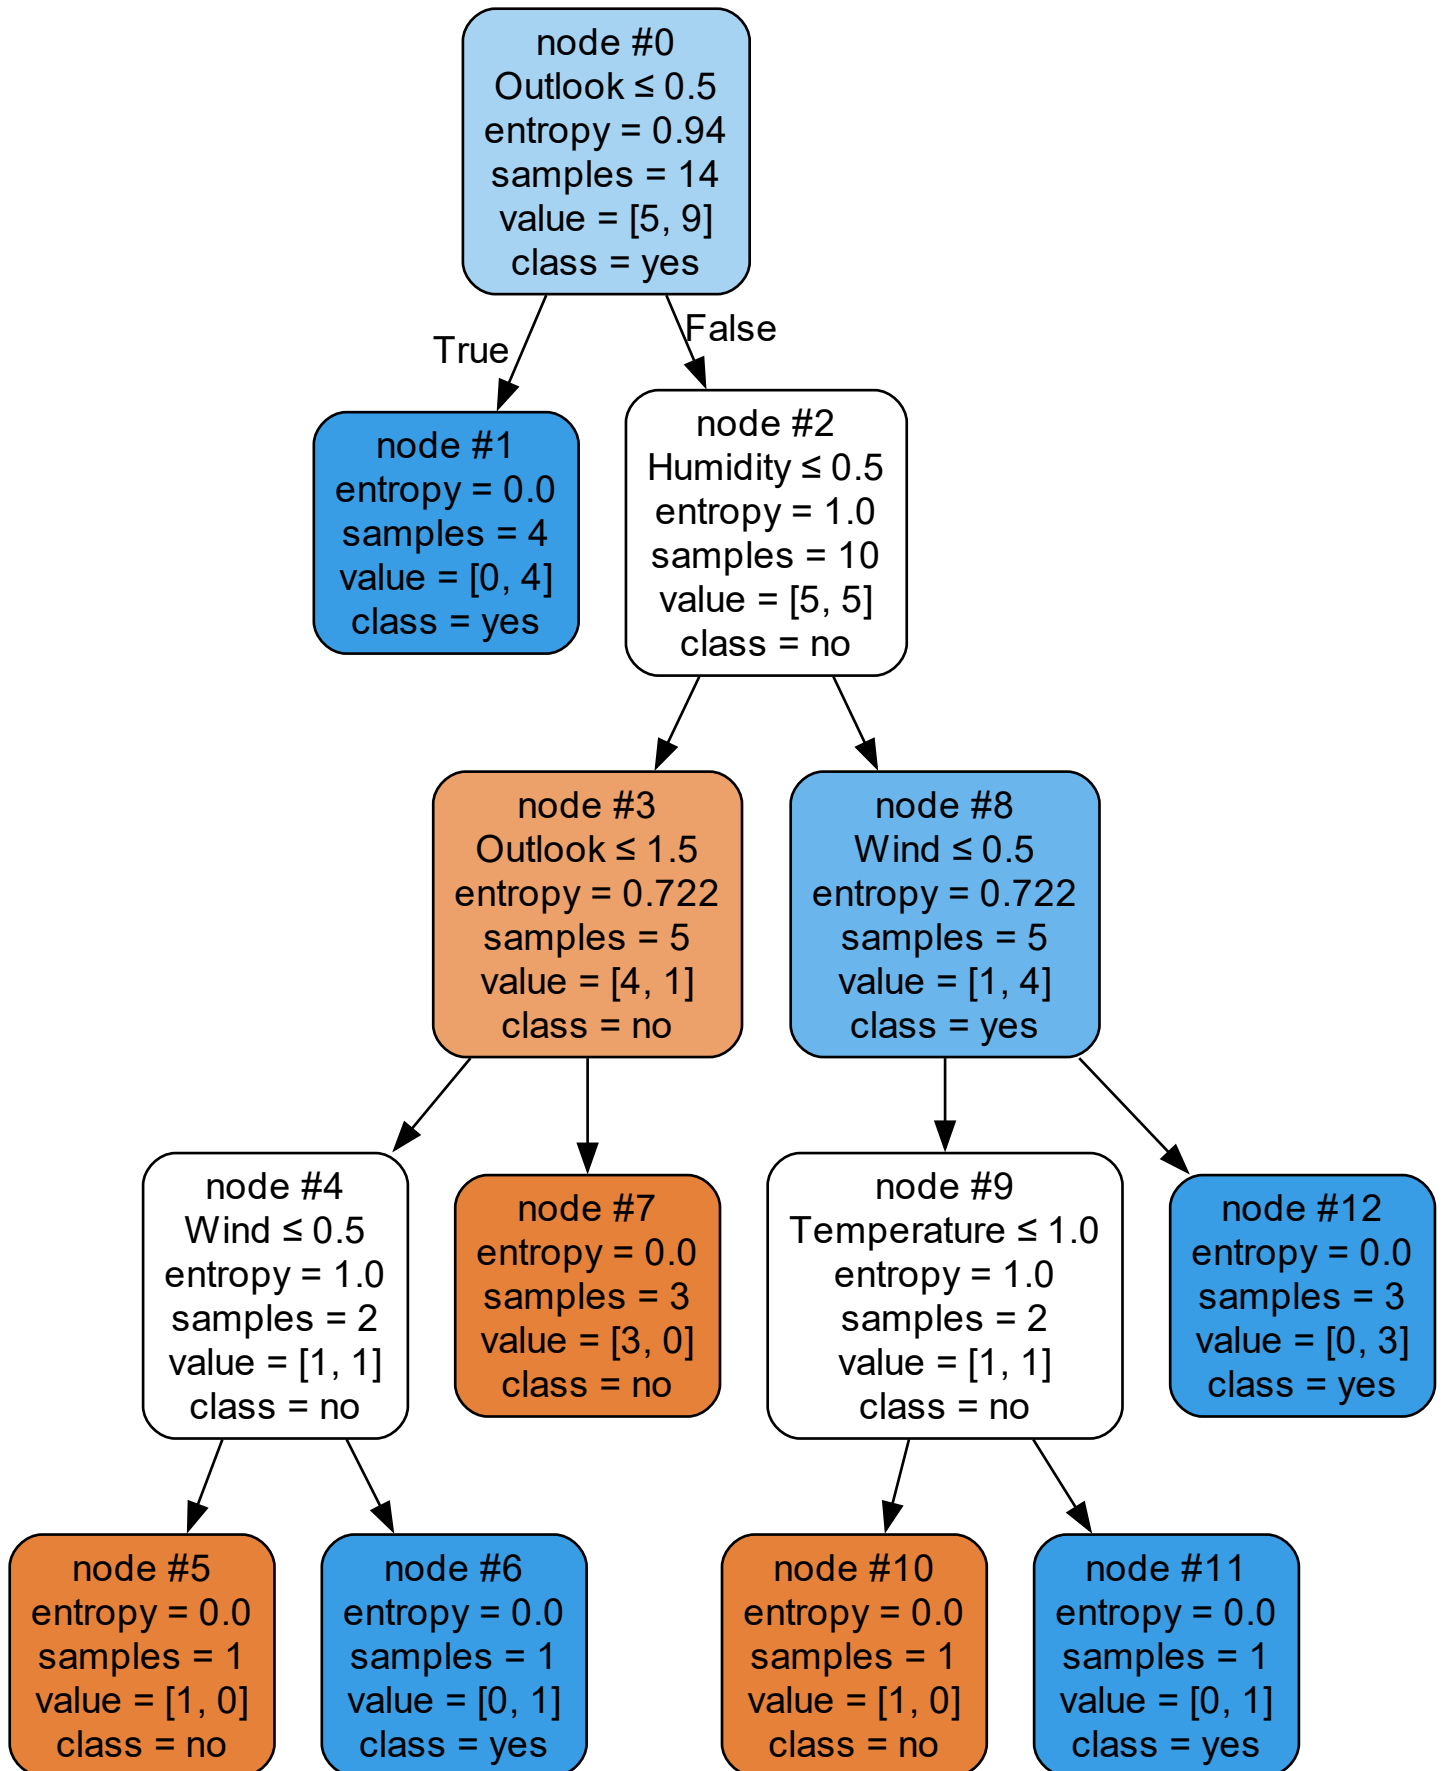 node #0
Outlook ≤ 0.5
entropy = 0.94
samples = 14
value = [5, 9]
class = yes
True
False
node #1
entropy = 0.0
samples = 4
value = [0, 4]
class = yes
node #2
Humidity ≤ 0.5
entropy = 1.0
samples = 10
value = [5, 5]
class = no
node #3
Outlook ≤ 1.5
entropy = 0.722
samples = 5
value = [4, 1]
class = no
node #8
Wind ≤ 0.5
entropy = 0.722
samples = 5
value = [1, 4]
class = yes
node #4
Wind ≤ 0.5
entropy = 1.0
samples = 2
value = [1, 1]
class = no
node #7
entropy = 0.0
samples = 3
value = [3, 0]
class = no
node #9
Temperature ≤ 1.0
entropy = 1.0
samples = 2
value = [1, 1]
class = no
node #12
entropy = 0.0
samples = 3
value = [0, 3]
class = yes
node #5
entropy = 0.0
samples = 1
value = [1, 0]
class = no
node #6
entropy = 0.0
samples = 1
value = [0, 1]
class = yes
node #10
entropy = 0.0
samples = 1
value = [1, 0]
class = no
node #11
entropy = 0.0
samples = 1
value = [0, 1]
class = yes